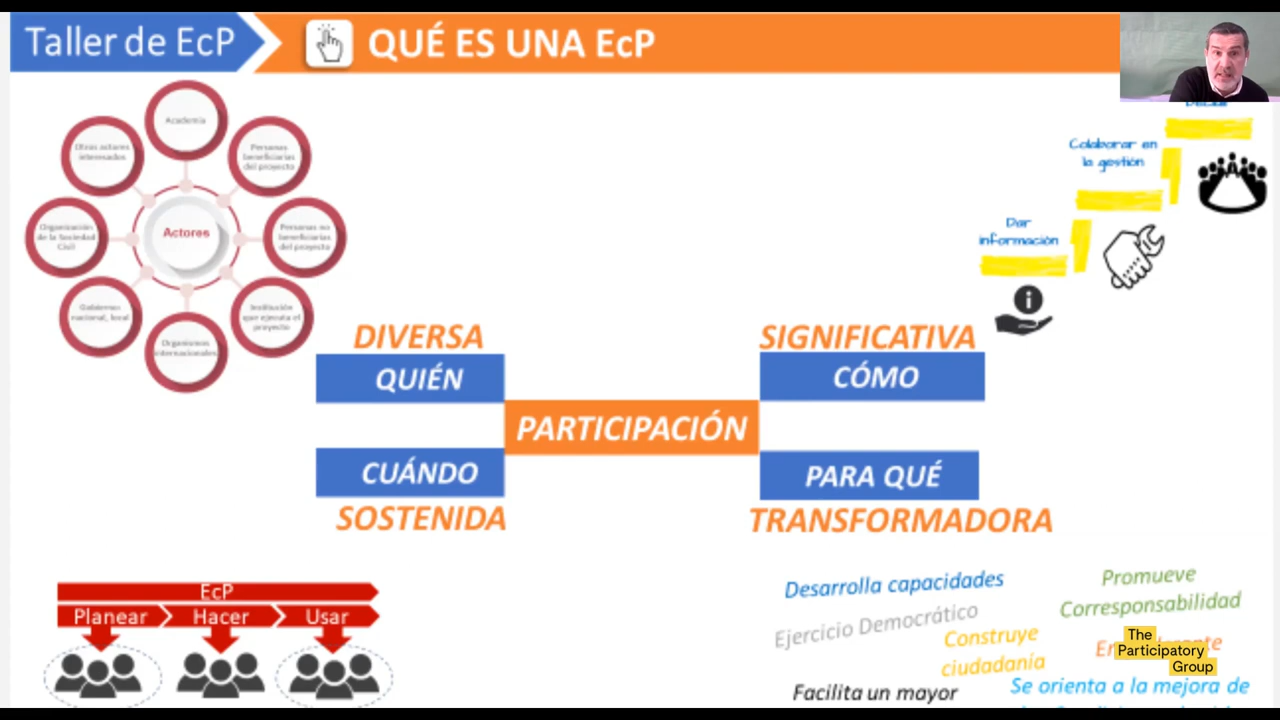 Taller de EcP
QUÉ ES UNA EcP
Academia
Otros actores
interesados
Personas
beneficiarias
del proyecto
Organización
de la Sociedad
Civil
Actores
Personas no
beneficiarias
del proyecto
Gobierno
nacional, local
Institución
que ejecuta el
proyecto
Organismos
internacionales
Colaborar en
la gestión
Dar
información
DIVERSA
QUIÉN
SIGNIFICATIVA
CÓMO
PARTICIPACIÓN
CUÁNDO
SOSTENIDA
PARA QUÉ
TRANSFORMADORA
EcP
Planear
Hacer
Usar
Desarrolla capacidades
Promueve
Corresponsabilidad
Ejercicio Democrático
Construye
ciudadanía
The
Participatory
Group
Facilita un mayor
Se orienta a la mejora de